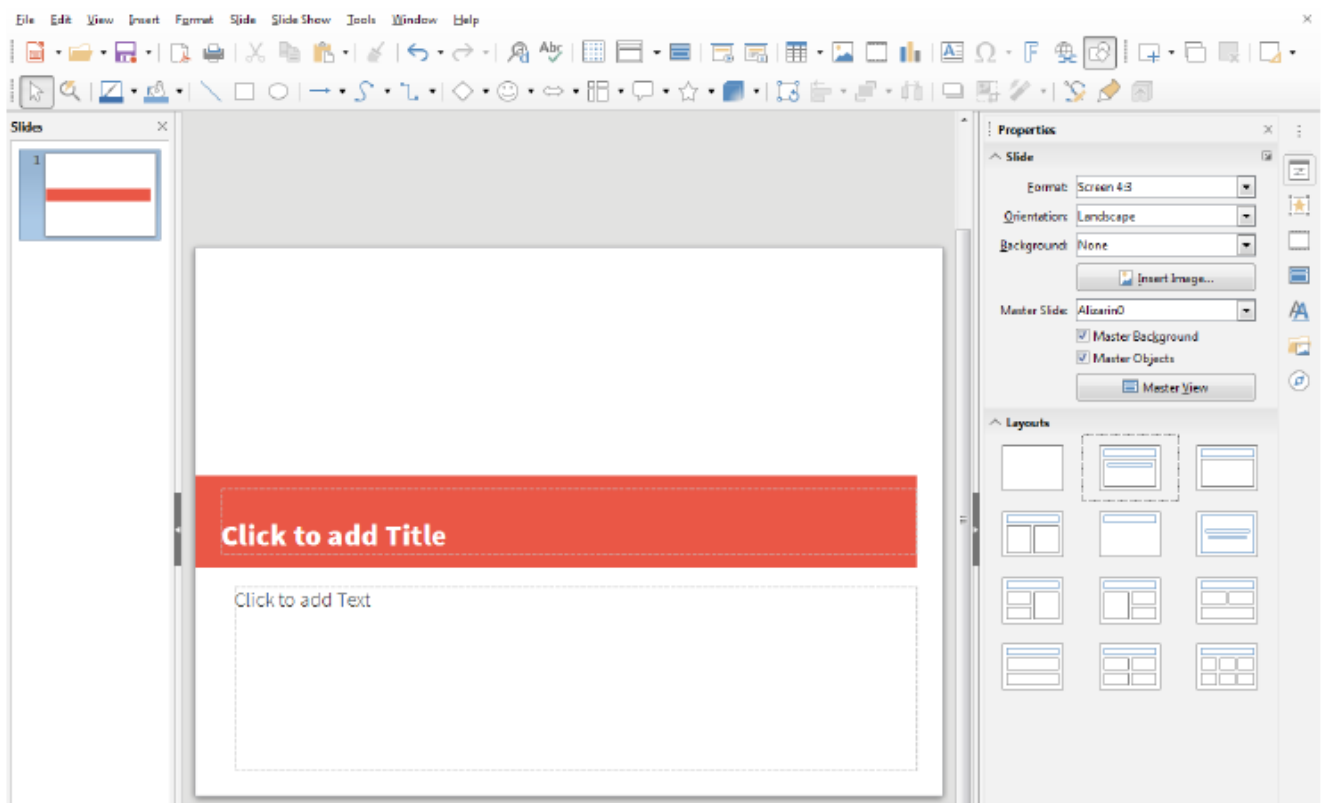 File Edit View Insert Format Slide Slide Show Tools Window Help
Abc
Slides
1
Click to add Title
Click to add Text
Properties
Slide
Format: Screen 4:3
Orientation: Landscape
Background: None
Insert Image...
Master Slide: Alizarin0
Master Background
Master Objects
Master View
Layouts